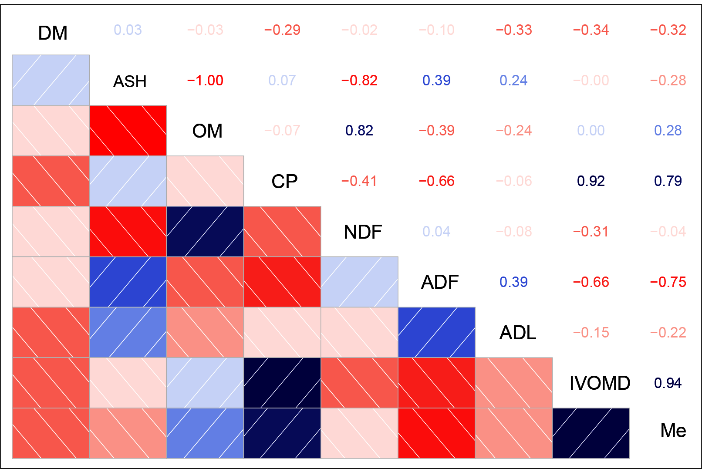 DM 0.03 −0.03 −0.29 −0.02 −0.10 −0.33 −0.34 −0.32
ASH −1.00 0.07 −0.82 0.39 0.24 −0.00 −0.28
OM −0.07 0.82 −0.39 −0.24 0.00 0.28
CP −0.41 −0.66 −0.06 0.92 0.79
NDF 0.04 −0.08 −0.31 −0.04
ADF 0.39 −0.66 −0.75
ADL −0.15 −0.22
IVOMD 0.94
Me